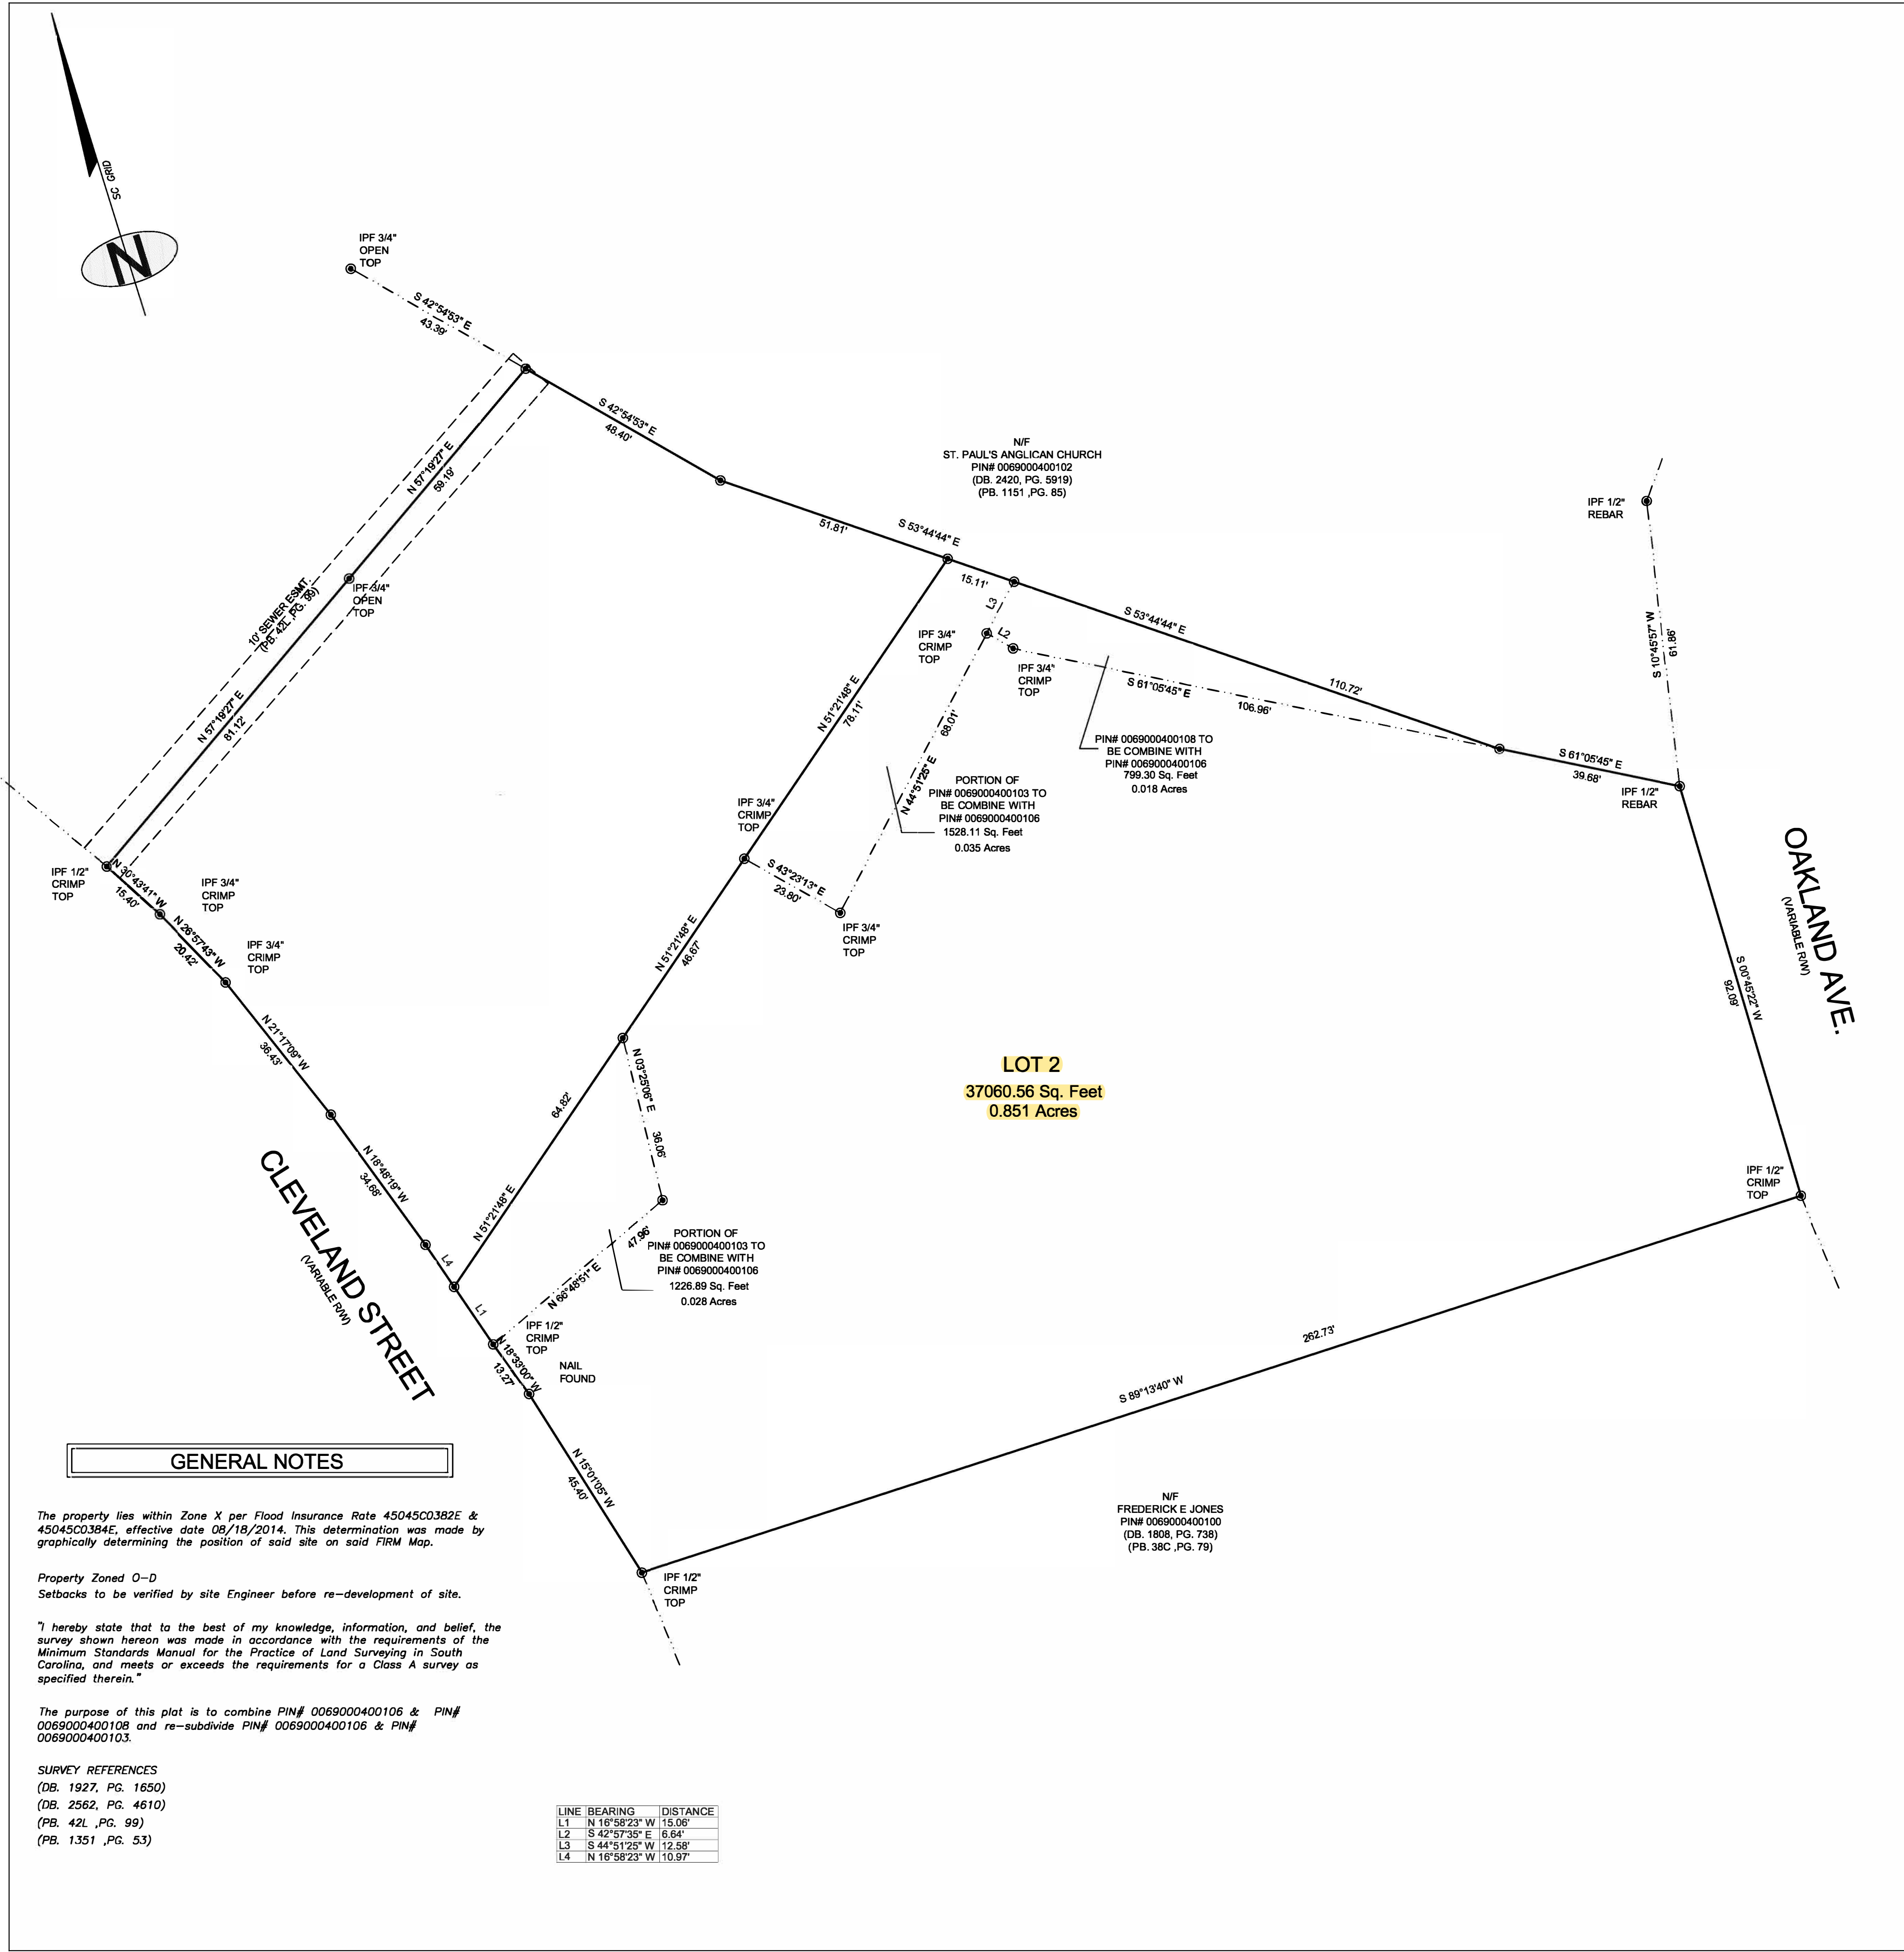 SC GRID
N
IPF 3/4"
OPEN
TOP
S 42°54'53" E
43.39'
S 42°54'53" E
48.40'
N 57°19'27" E
59.19'
N/F
ST. PAUL'S ANGLICAN CHURCH
PIN# 0069000400102
(DB. 2420, PG. 5919)
(PB. 1151 ,PG. 85)
IPF 1/2"
REBAR
51.81'
S 53°44'44" E
15.11'
L3
L2
S 53°44'44" E
110.72'
S 10°45'57" W
61.86'
10' SEWER ESMT.
(PB. 42L ,PG. 99)
IPF 3/4"
OPEN
TOP
IPF 3/4"
CRIMP
TOP
IPF 3/4"
CRIMP
TOP
S 61°05'45" E
106.96'
N 57°19'27" E
81.12'
N 51°21'48" E
78.11'
N 44°51'25" E
68.01'
PIN# 0069000400108 TO
BE COMBINE WITH
PIN# 0069000400106
799.30 Sq. Feet
0.018 Acres
PORTION OF
PIN# 0069000400103 TO
BE COMBINE WITH
PIN# 0069000400106
1528.11 Sq. Feet
0.035 Acres
S 61°05'45" E
39.68'
IPF 1/2"
REBAR
IPF 3/4"
CRIMP
TOP
S 43°23'13" E
23.80'
IPF 3/4"
CRIMP
TOP
OAKLAND AVE.
(VARIABLE R/W)
IPF 1/2"
CRIMP
TOP
N 30°43'41" W
15.40'
IPF 3/4"
CRIMP
TOP
N 26°57'43" W
20.42'
IPF 3/4"
CRIMP
TOP
N 51°21'48" E
46.67'
S 00°45'22" W
92.09'
N 21°17'09" W
36.43'
N 03°25'06" E
36.06'
LOT 2
37060.56 Sq. Feet
0.851 Acres
64.82'
N 51°21'48" E
N 18°48'19" W
34.68'
CLEVELAND STREET
(VARIABLE R/W)
L4
L1
IPF 1/2"
CRIMP
TOP
47.96'
N 66°48'51" E
PORTION OF
PIN# 0069000400103 TO
BE COMBINE WITH
PIN# 0069000400106
1226.89 Sq. Feet
0.028 Acres
IPF 1/2"
CRIMP
TOP
N 18°33'00" W
13.27'
NAIL
FOUND
262.73'
S 89°13'40" W
N 15°01'05" W
45.40'
IPF 1/2"
CRIMP
TOP
N/F
FREDERICK E JONES
PIN# 0069000400100
(DB. 1808, PG. 738)
(PB. 38C ,PG. 79)
GENERAL NOTES
The property lies within Zone X per Flood Insurance Rate 45045C0382E &
45045C0384E, effective date 08/18/2014. This determination was made by
graphically determining the position of said site on said FIRM Map.
Property Zoned O-D
Setbacks to be verified by site Engineer before re-development of site.
"I hereby state that ta the best of my knowledge, information, and belief, the
survey shown hereon was made in accordance with the requirements of the
Minimum Standards Manual for the Practice of Land Surveying in South
Carolina, and meets or exceeds the requirements for a Class A survey as
specified therein."
The purpose of this plat is to combine PIN# 0069000400106 & PIN#
0069000400108 and re-subdivide PIN# 0069000400106 & PIN#
0069000400103.
SURVEY REFERENCES
(DB. 1927, PG. 1650)
(DB. 2562, PG. 4610)
(PB. 42L ,PG. 99)
(PB. 1351 ,PG. 53)
LINE BEARING DISTANCE
L1 N 16°58'23" W 15.06'
L2 S 42°57'35" E 6.64'
L3 S 44°51'25" W 12.58'
L4 N 16°58'23" W 10.97'